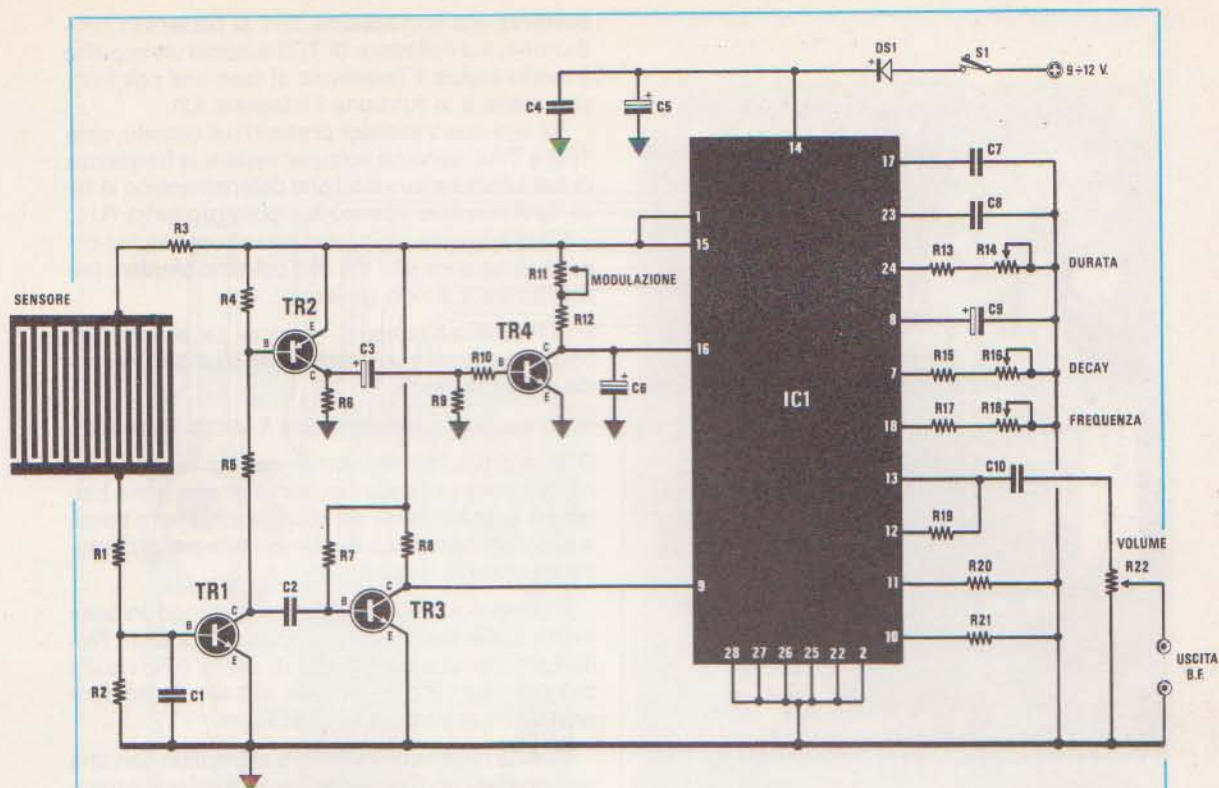 DS1
S1
9÷12 V.
C4
C5
14
17
C7
1
23
C8
R3
15
R13
R14
24
DURATA
SENSORE
R4
R11
MODULAZIONE
TR2
TR4
R12
8
C9
B
E
C
C3
R10
B
C
E
16
R15
R16
7
DECAY
R6
R9
C6
IC1
R17
R18
18
FREQUENZA
R5
13
C10
R19
12
VOLUME
R1
R7
R8
R22
TR1
C2
TR3
R20
11
B
C
E
B
C
E
9
R21
10
R2
C1
28
27
26
25
22
2
USCITA
B.F.